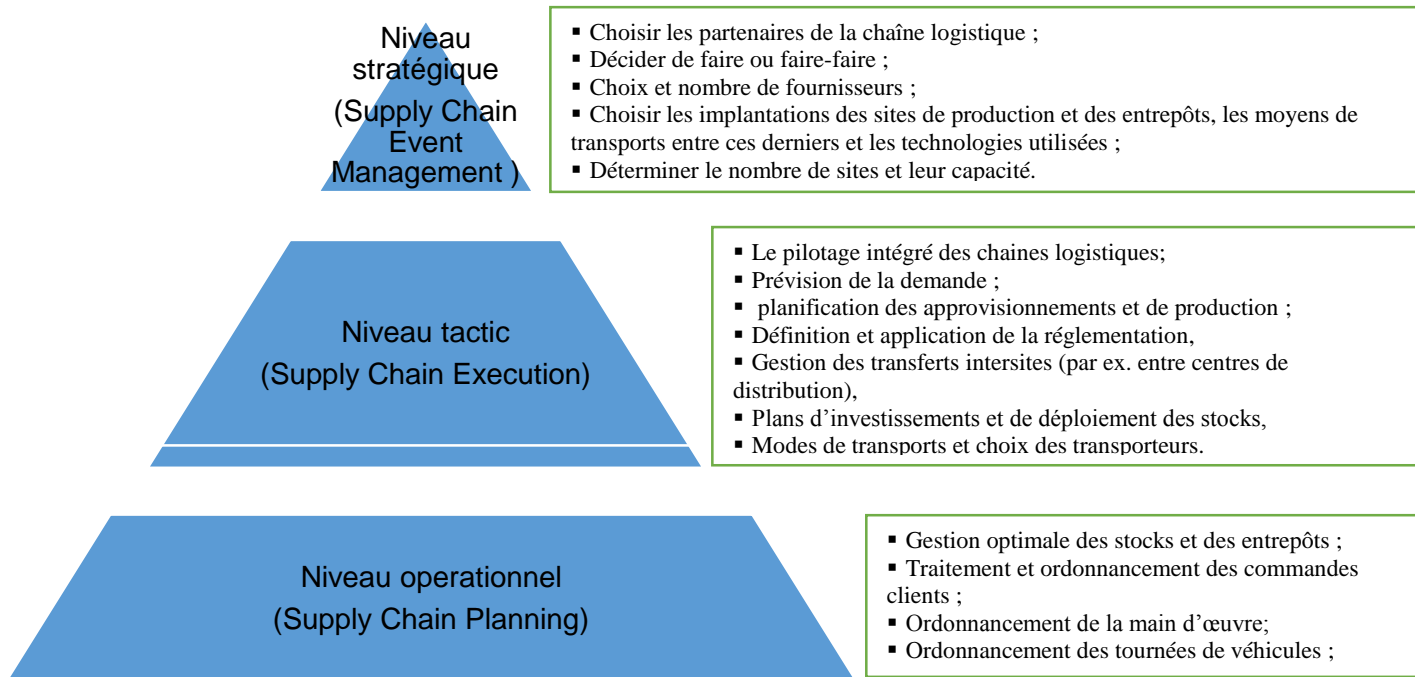 Niveau
stratégique
(Supply Chain
Event
Management )
▪ Choisir les partenaires de la chaîne logistique ;
▪ Décider de faire ou faire-faire ;
▪ Choix et nombre de fournisseurs ;
▪ Choisir les implantations des sites de production et des entrepôts, les moyens de
transports entre ces derniers et les technologies utilisées ;
▪ Déterminer le nombre de sites et leur capacité.
Niveau tactic
(Supply Chain Execution)
▪ Le pilotage intégré des chaines logistiques;
▪ Prévision de la demande ;
▪ planification des approvisionnements et de production ;
▪ Définition et application de la réglementation,
▪ Gestion des transferts intersites (par ex. entre centres de
distribution),
▪ Plans d’investissements et de déploiement des stocks,
▪ Modes de transports et choix des transporteurs.
Niveau operationnel
(Supply Chain Planning)
▪ Gestion optimale des stocks et des entrepôts ;
▪ Traitement et ordonnancement des commandes
clients ;
▪ Ordonnancement de la main d’œuvre;
▪ Ordonnancement des tournées de véhicules ;